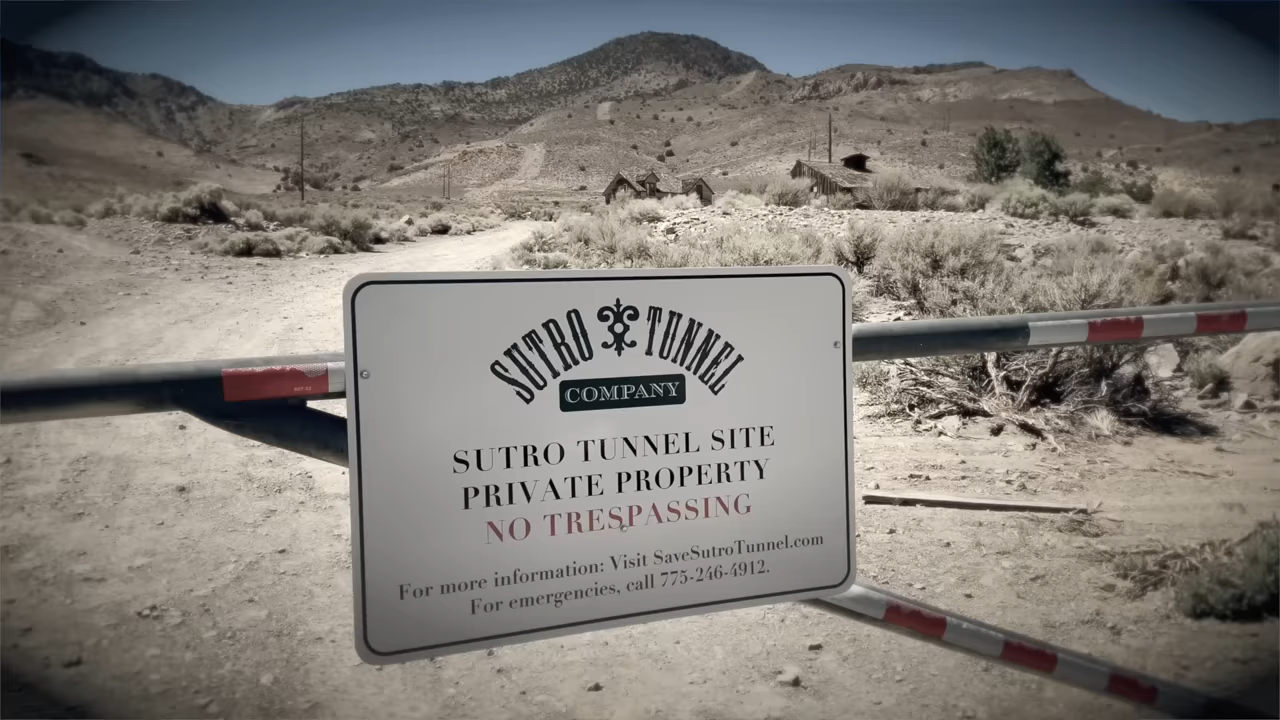 SUTRO TUNNEL
COMPANY
SUTRO TUNNEL SITE
PRIVATE PROPERTY
NO TRESPASSING
For more information: Visit SaveSutroTunnel.com
For emergencies, call 775-246-4912.